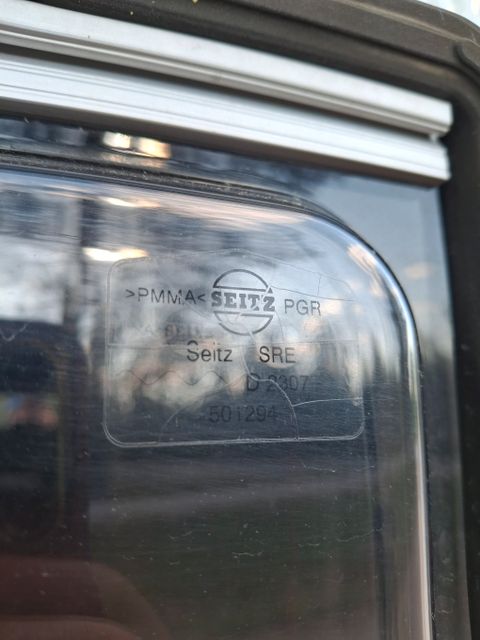 >PMMA< SEITZ PGR
Seitz SRE
D 2307
501294